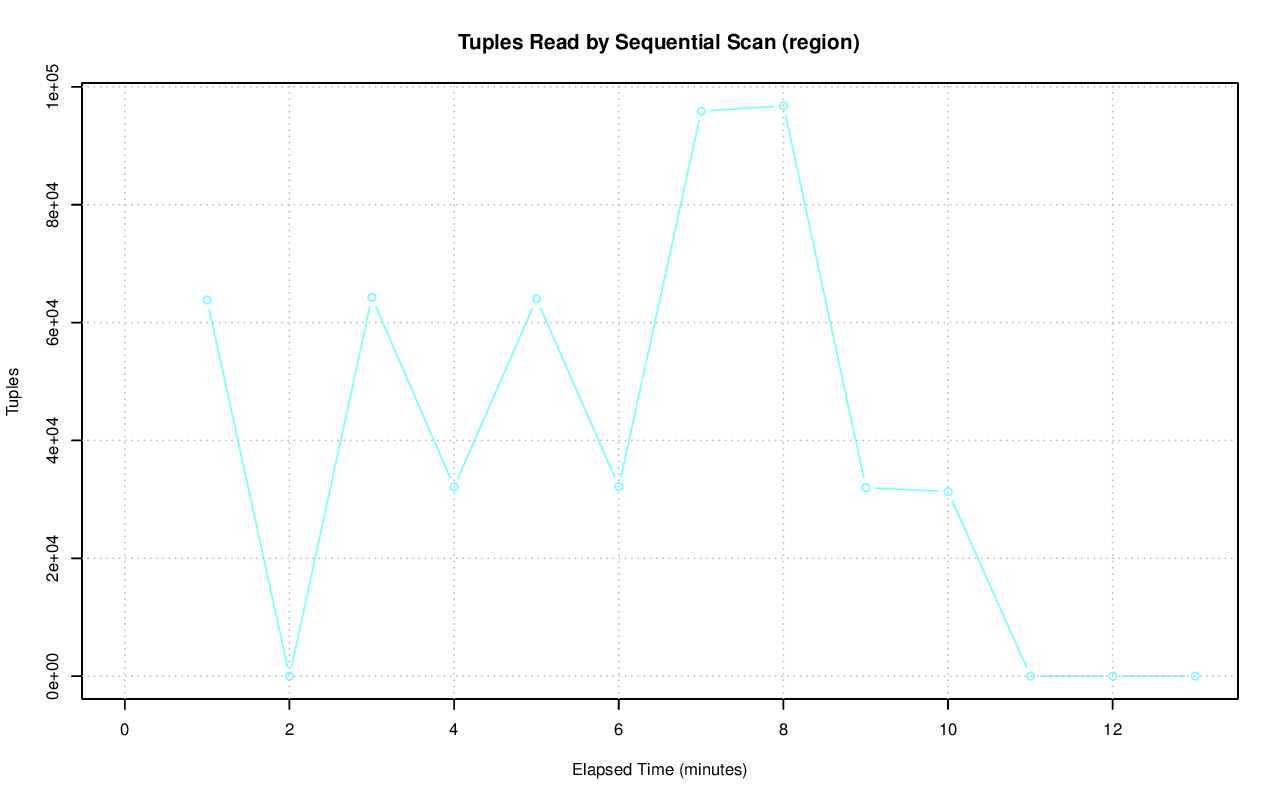 Tuples Read by Sequential Scan (region)
1e+05
8e+04
6e+04
4e+04
2e+04
0e+00
Tuples
0 2 4 6 8 10 12
Elapsed Time (minutes)